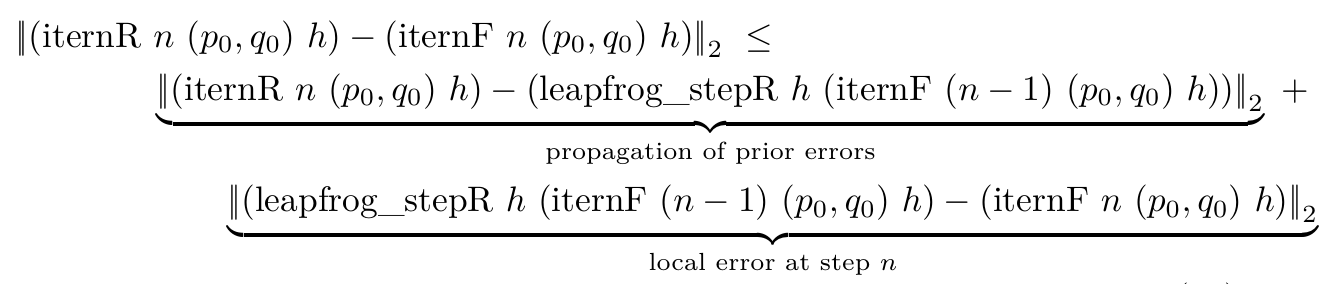 ‖(iternR n (p₀, q₀) h) − (iternF n (p₀, q₀) h)‖₂ ≤
‖(iternR n (p₀, q₀) h) − (leapfrog_stepR h (iternF (n − 1) (p₀, q₀) h))‖₂ +
propagation of prior errors
‖(leapfrog_stepR h (iternF (n − 1) (p₀, q₀) h) − (iternF n (p₀, q₀) h)‖₂
local error at step n